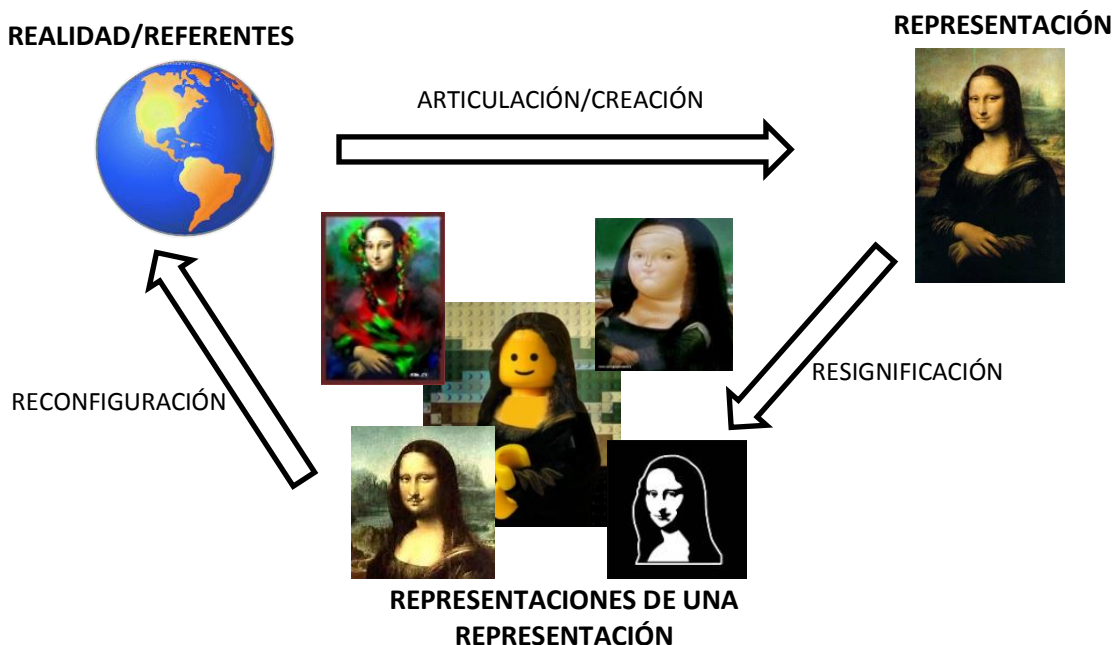 REALIDAD/REFERENTES
REPRESENTACIÓN
ARTICULACIÓN/CREACIÓN
RESIGNIFICACIÓN
RECONFIGURACIÓN
REPRESENTACIONES DE UNA
REPRESENTACIÓN